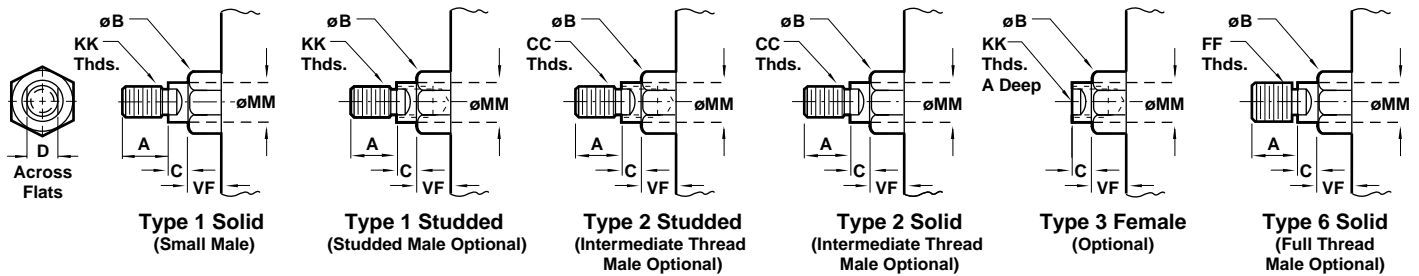 D
Across
Flats
øB
KK
Thds.
øMM
A
C
VF
Type 1 Solid
(Small Male)
øB
KK
Thds.
øMM
A
C
VF
Type 1 Studded
(Studded Male Optional)
øB
CC
Thds.
øMM
A
C
VF
Type 2 Studded
(Intermediate Thread
Male Optional)
øB
CC
Thds.
øMM
A
C
VF
Type 2 Solid
(Intermediate Thread
Male Optional)
øB
KK
Thds.
A Deep
øMM
C
VF
Type 3 Female
(Optional)
øB
FF
Thds.
øMM
A
C
VF
Type 6 Solid
(Full Thread
Male Optional)